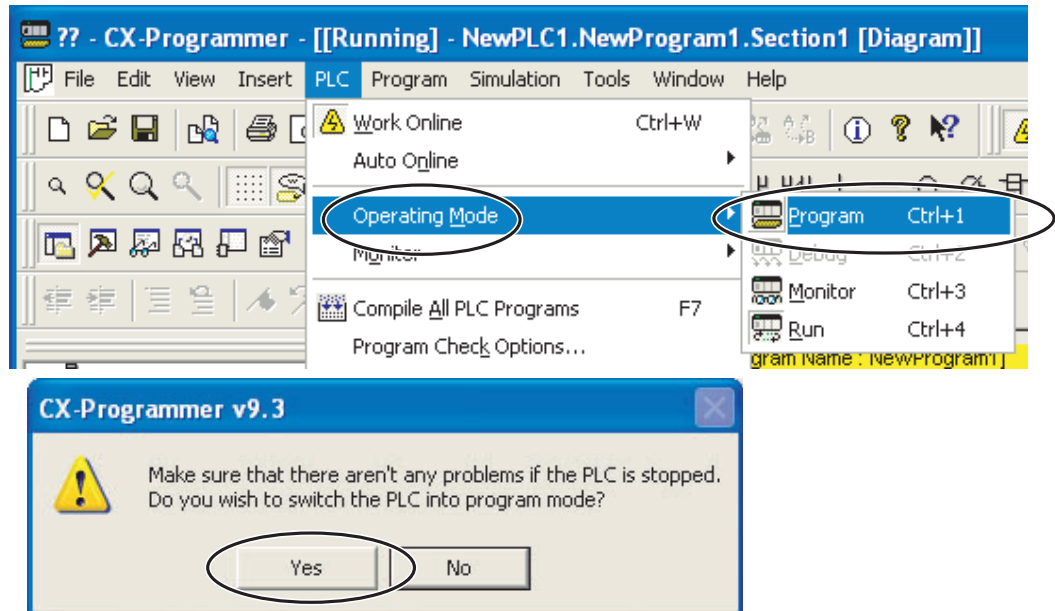 ?? - CX-Programmer - [[Running] - NewPLC1.NewProgram1.Section1 [Diagram]]
File Edit View Insert PLC Program Simulation Tools Window Help
Work Online Ctrl+W
Auto Online
Operating Mode
Program Ctrl+1
Monitor
Debug Ctrl+2
Monitor Ctrl+3
Compile All PLC Programs F7
Run Ctrl+4
Program Check Options...
gram Name : NewProgram1]
CX-Programmer v9.3
Make sure that there aren't any problems if the PLC is stopped.
Do you wish to switch the PLC into program mode?
Yes No